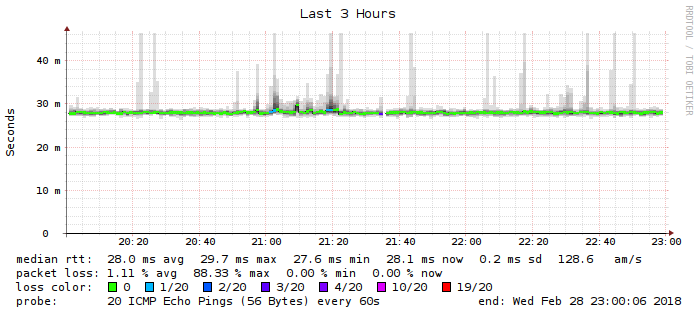 Last 3 Hours
RRDTOOL / TOBI OETIKER
Seconds
40 m
30 m
20 m
10 m
0
20:20 20:40 21:00 21:20 21:40 22:00 22:20 22:40 23:00
median rtt: 28.0 ms avg 29.7 ms max 27.6 ms min 28.1 ms now 0.2 ms sd 128.6 am/s
packet loss: 1.11 % avg 88.33 % max 0.00 % min 0.00 % now
loss color: 0 1/20 2/20 3/20 4/20 10/20 19/20
probe: 20 ICMP Echo Pings (56 Bytes) every 60s end: Wed Feb 28 23:00:06 2018